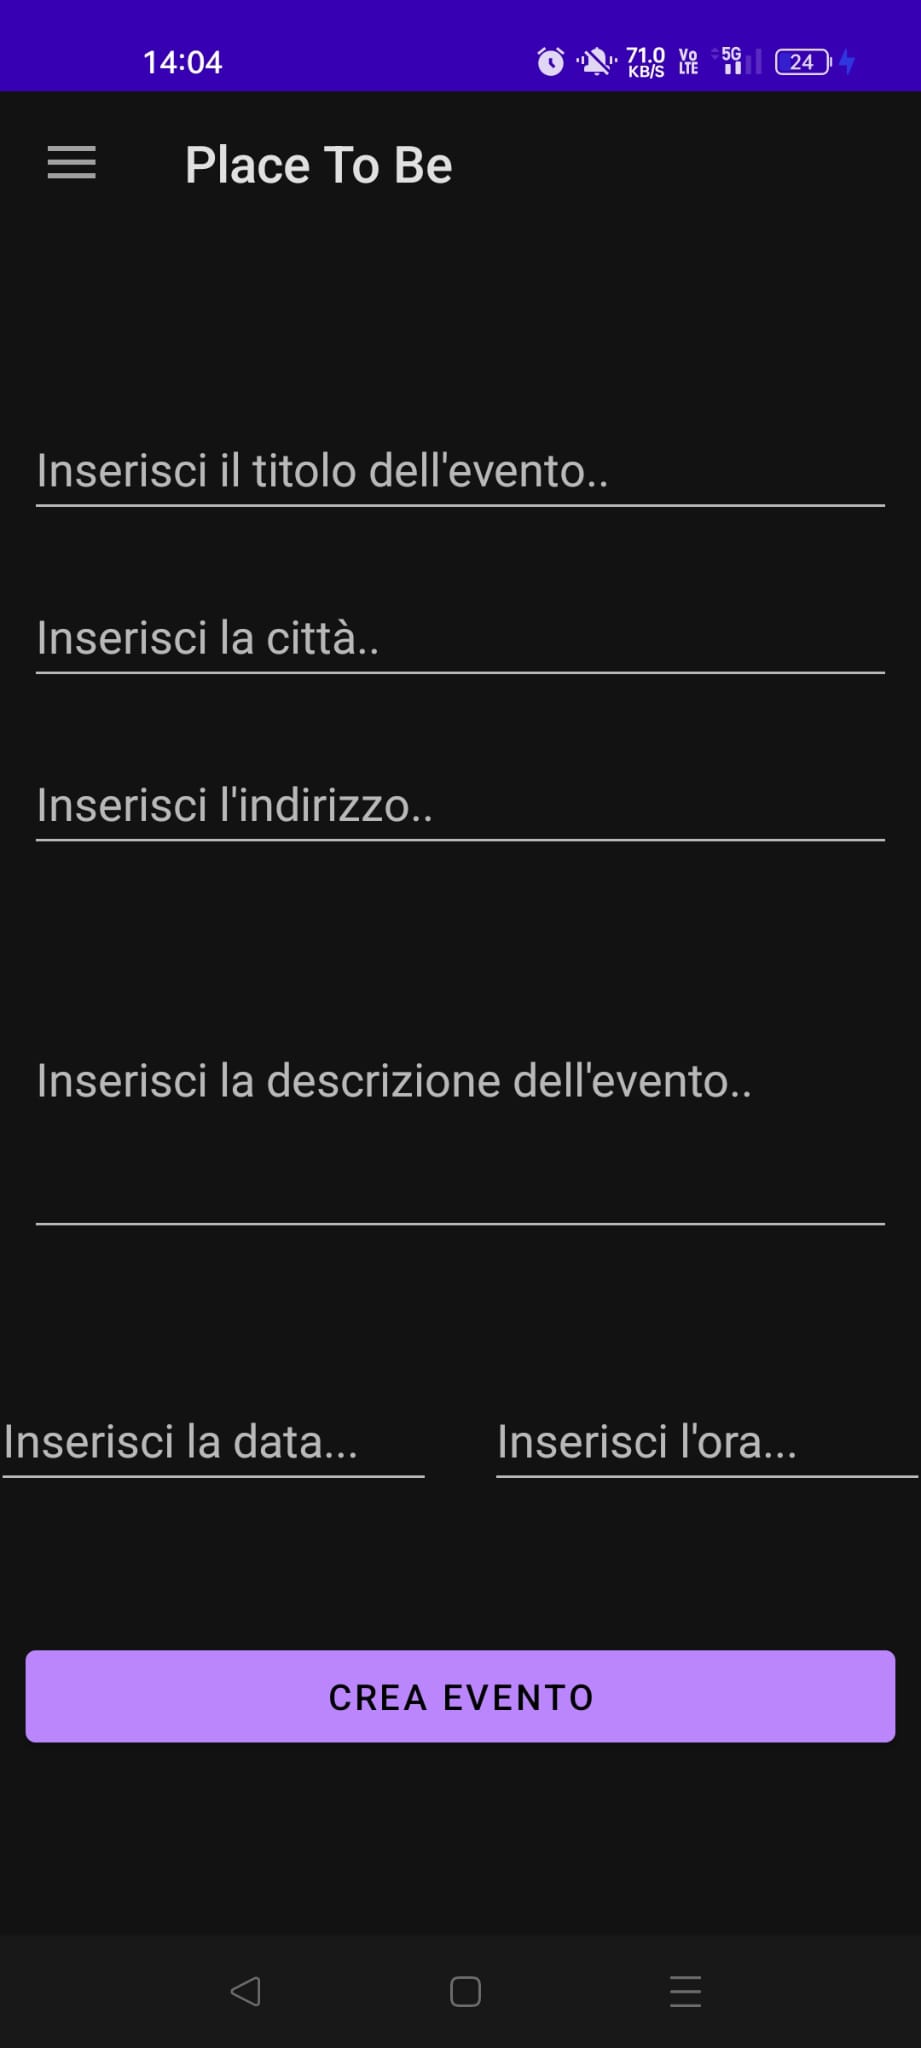 14:04 71.0 KB/S Vo LTE 5G 24
Place To Be
Inserisci il titolo dell'evento..
Inserisci la città..
Inserisci l'indirizzo..
Inserisci la descrizione dell'evento..
Inserisci la data... Inserisci l'ora...
CREA EVENTO